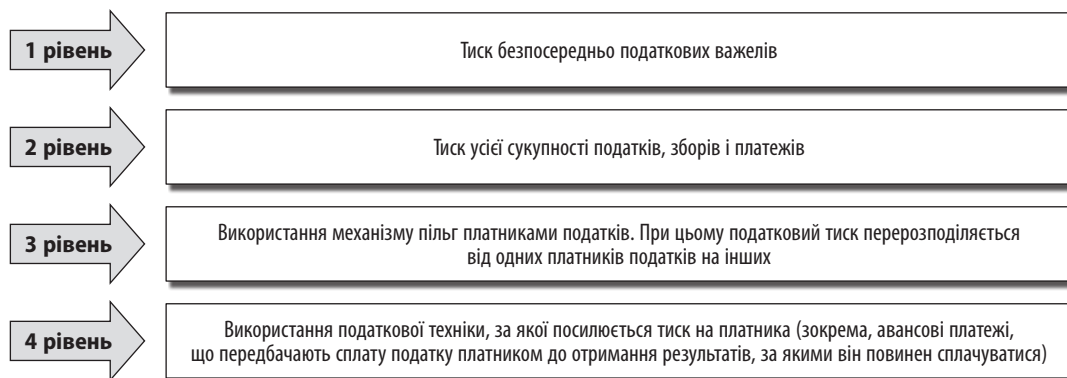 1 рівень
Тиск безпосередньо податкових важелів
2 рівень
Тиск усієї сукупності податків, зборів і платежів
3 рівень
Використання механізму пільг платниками податків. При цьому податковий тиск перерозподіляється
від одних платників податків на інших
4 рівень
Використання податкової техніки, за якої посилюється тиск на платника (зокрема, авансові платежі,
що передбачають сплату податку платником до отримання результатів, за якими він повинен сплачуватися)